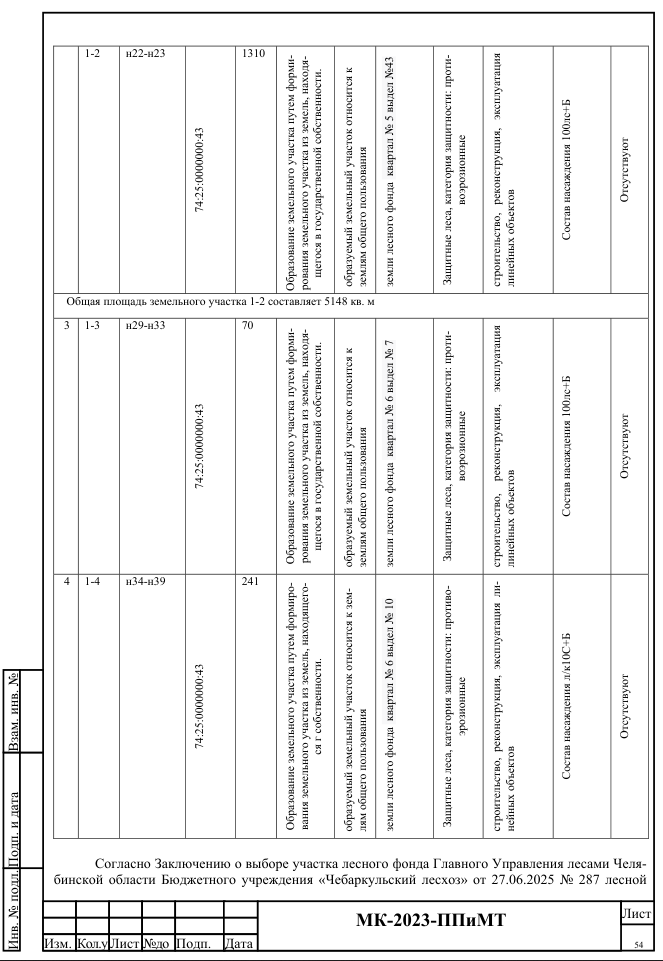 1-2 н22-н23 74:25:0000000:43 1310
Образование земельного участка путем форми-
рования земельного участка из земель, находя-
щегося в государственной собственности.
образуемый земельный участок относится к
землям общего пользования
земли лесного фонда квартал № 5 выдел №43
Защитные леса, категория защитности: проти-
воэрозионные
строительство, реконструкция, эксплуатация
линейных объектов
Состав насаждения 100лс+Б
Отсутствуют
Общая площадь земельного участка 1-2 составляет 5148 кв. м
3 1-3 н29-н33 74:25:0000000:43 70
Образование земельного участка путем форми-
рования земельного участка из земель, находя-
щегося в государственной собственности.
образуемый земельный участок относится к
землям общего пользования
земли лесного фонда квартал № 6 выдел № 7
Защитные леса, категория защитности: проти-
воэрозионные
строительство, реконструкция, эксплуатация
линейных объектов
Состав насаждения 100лс+Б
Отсутствуют
4 1-4 н34-н39 74:25:0000000:43 241
Образование земельного участка путем формиро-
вания земельного участка из земель, находящего-
ся г собственности.
образуемый земельный участок относится к зем-
лям общего пользования
земли лесного фонда квартал № 6 выдел № 10
Защитные леса, категория защитности: противо-
эрозионные
строительство, реконструкция, эксплуатация ли-
нейных объектов
Состав насаждения л/к10С+Б
Отсутствуют
Согласно Заключению о выборе участка лесного фонда Главного Управления лесами Челя-
бинской области Бюджетного учреждения «Чебаркульский лесхоз» от 27.06.2025 № 287 лесной
Взам. инв. №
Подп. и дата
Инв. № подл.
Изм. Кол.у Лист №до Подп. Дата
МК-2023-ППиМТ
Лист
54